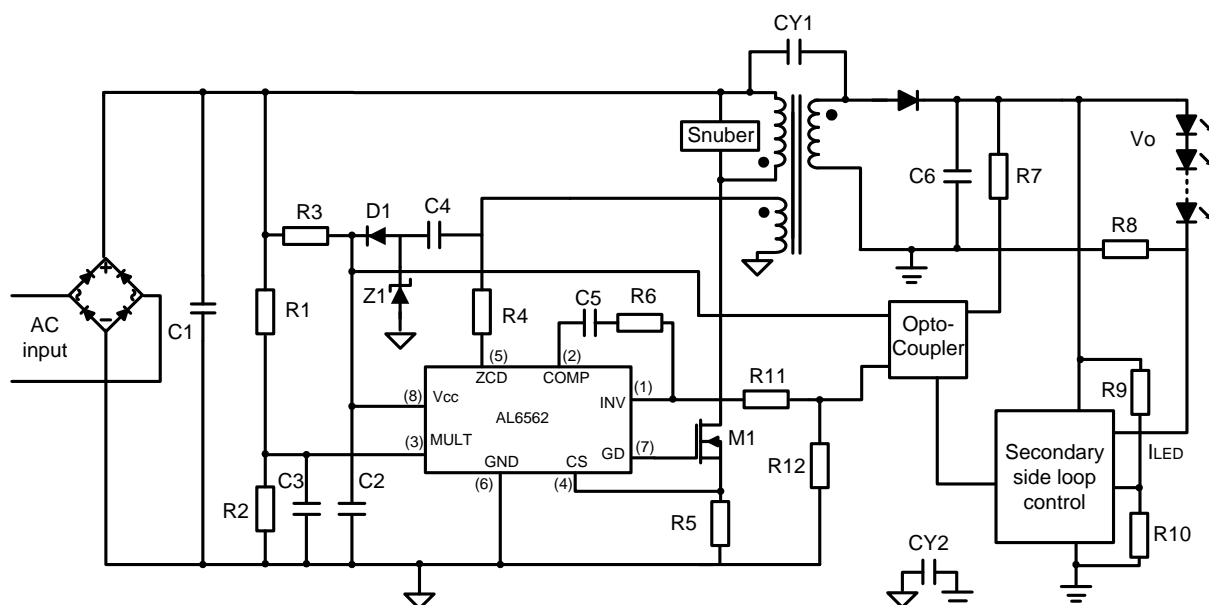 CY1
Snuber
Vo
C6
R7
R3
D1
C4
R8
Z1
C1
R1
R4
C5
R6
AC
input
+
−
Opto-
Coupler
(5)
(2)
ZCD
COMP
R11
R9
(8)
Vcc
AL6562
INV
(1)
(3)
MULT
GD
(7)
M1
GND
CS
(6)
(4)
R12
Secondary
side loop
control
ILED
C3
C2
R2
R5
R10
CY2